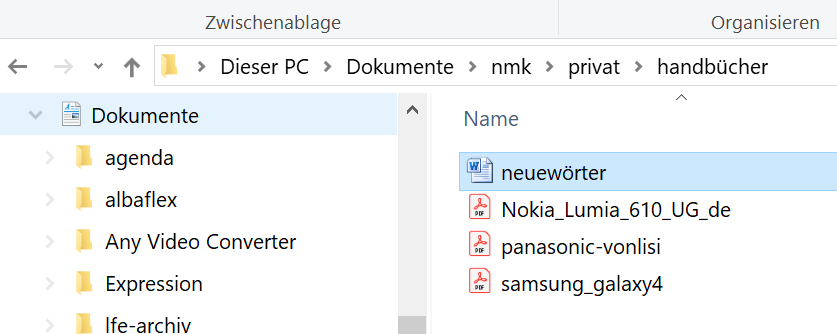 Zwischenablage Organisieren
Dieser PC Dokumente nmk privat handbücher
Dokumente
agenda
albaflex
Any Video Converter
Expression
lfe-archiv
Name
neuewörter
Nokia_Lumia_610_UG_de
panasonic-vonlisi
samsung_galaxy4